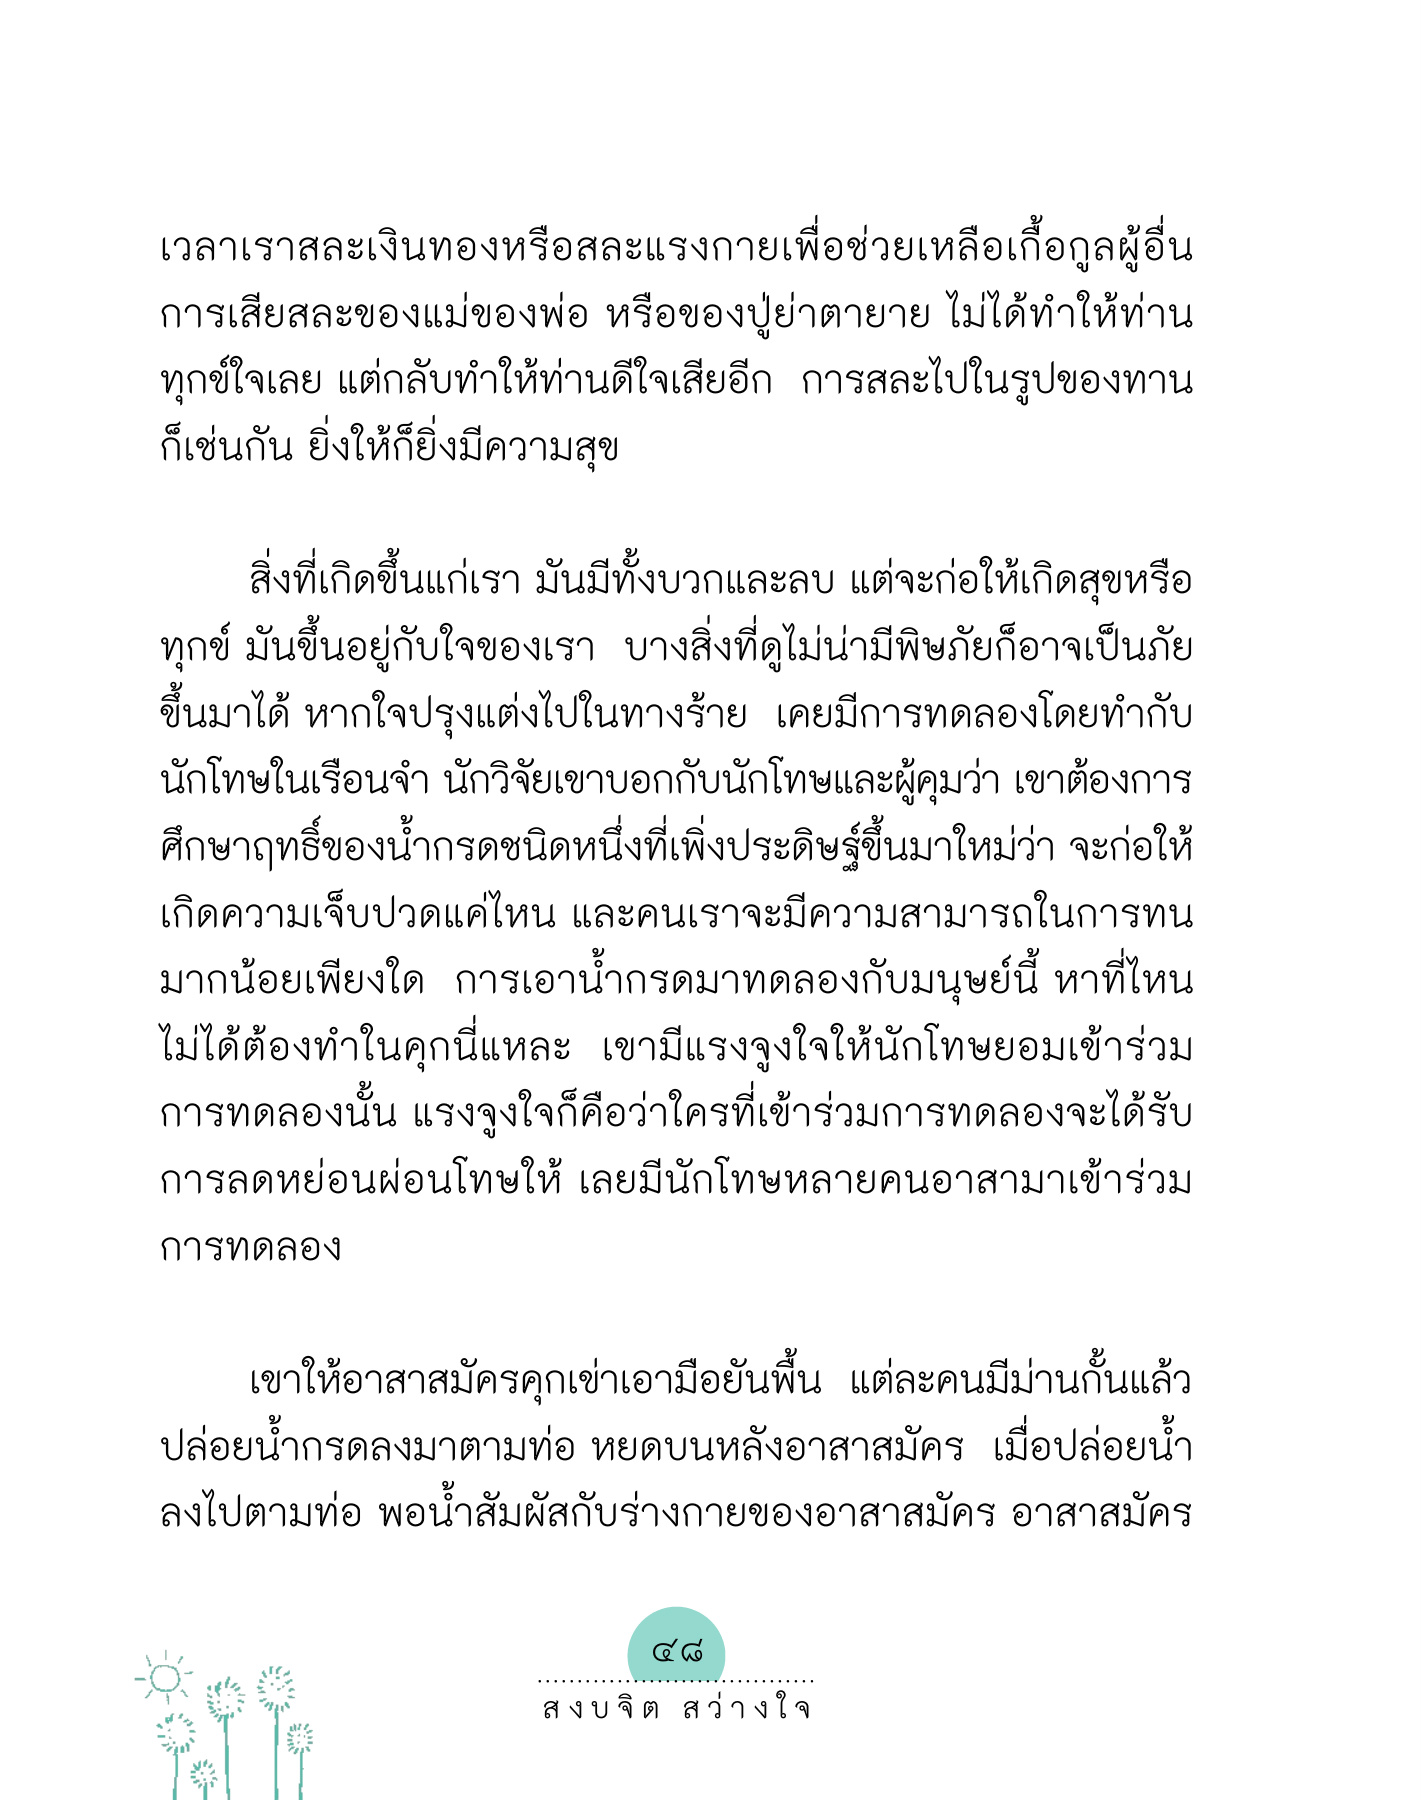 เวลาเราสละเงินทองหรือสละแรงกายเพื่อช่วยเหลือเกื้อกูลผู้อื่น
การเสียสละของแม่ของพ่อ หรือของปู่ย่าตายาย ไม่ได้ทำให้ท่าน
ทุกข์ใจเลย แต่กลับทำให้ท่านดีใจเสียอีก การสละไปในรูปของทาน
ก็เช่นกัน ยิ่งให้ก็ยิ่งมีความสุข
สิ่งที่เกิดขึ้นแก่เรา มันมีทั้งบวกและลบ แต่จะก่อให้เกิดสุขหรือ
ทุกข์ มันขึ้นอยู่กับใจของเรา บางสิ่งที่ดูไม่น่ามีพิษภัยก็อาจเป็นภัย
ขึ้นมาได้ หากใจปรุงแต่งไปในทางร้าย เคยมีการทดลองโดยทำกับ
นักโทษในเรือนจำ นักวิจัยเขาบอกกับนักโทษและผู้คุมว่า เขาต้องการ
ศึกษาฤทธิ์ของน้ำกรดชนิดหนึ่งที่เพิ่งประดิษฐ์ขึ้นมาใหม่ว่า จะก่อให้
เกิดความเจ็บปวดแค่ไหน และคนเราจะมีความสามารถในการทน
มากน้อยเพียงใด การเอาน้ำกรดมาทดลองกับมนุษย์นี้ หาที่ไหน
ไม่ได้ต้องทำในคุกนี่แหละ เขามีแรงจูงใจให้นักโทษยอมเข้าร่วม
การทดลองนั้น แรงจูงใจก็คือว่าใครที่เข้าร่วมการทดลองจะได้รับ
การลดหย่อนผ่อนโทษให้ เลยมีนักโทษหลายคนอาสามาเข้าร่วม
การทดลอง
เขาให้อาสาสมัครคุกเข่าเอามือยันพื้น แต่ละคนมีม่านกั้นแล้ว
ปล่อยน้ำกรดลงมาตามท่อ หยดบนหลังอาสาสมัคร เมื่อปล่อยน้ำ
ลงไปตามท่อ พอน้ำสัมผัสกับร่างกายของอาสาสมัคร อาสาสมัคร
๔๘
สงบจิต สว่างใจ